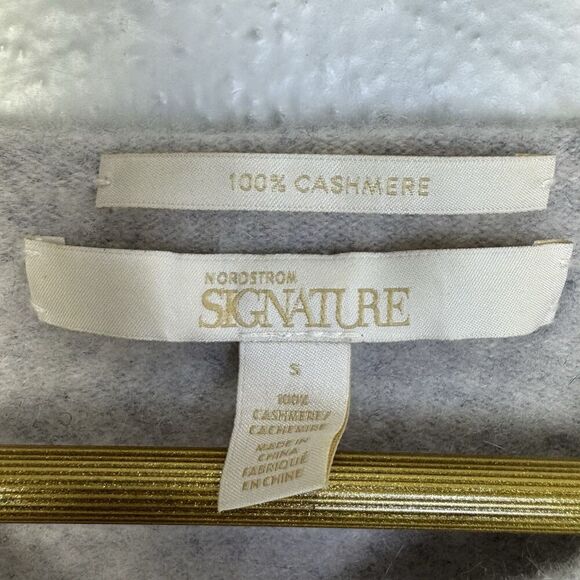 100% CASHMERE
NORDSTROM
SIGNATURE
S
100%
CASHMERE/
CACHEMIRE
MADE IN
CHINA
FABRIQUÉ
EN CHINE